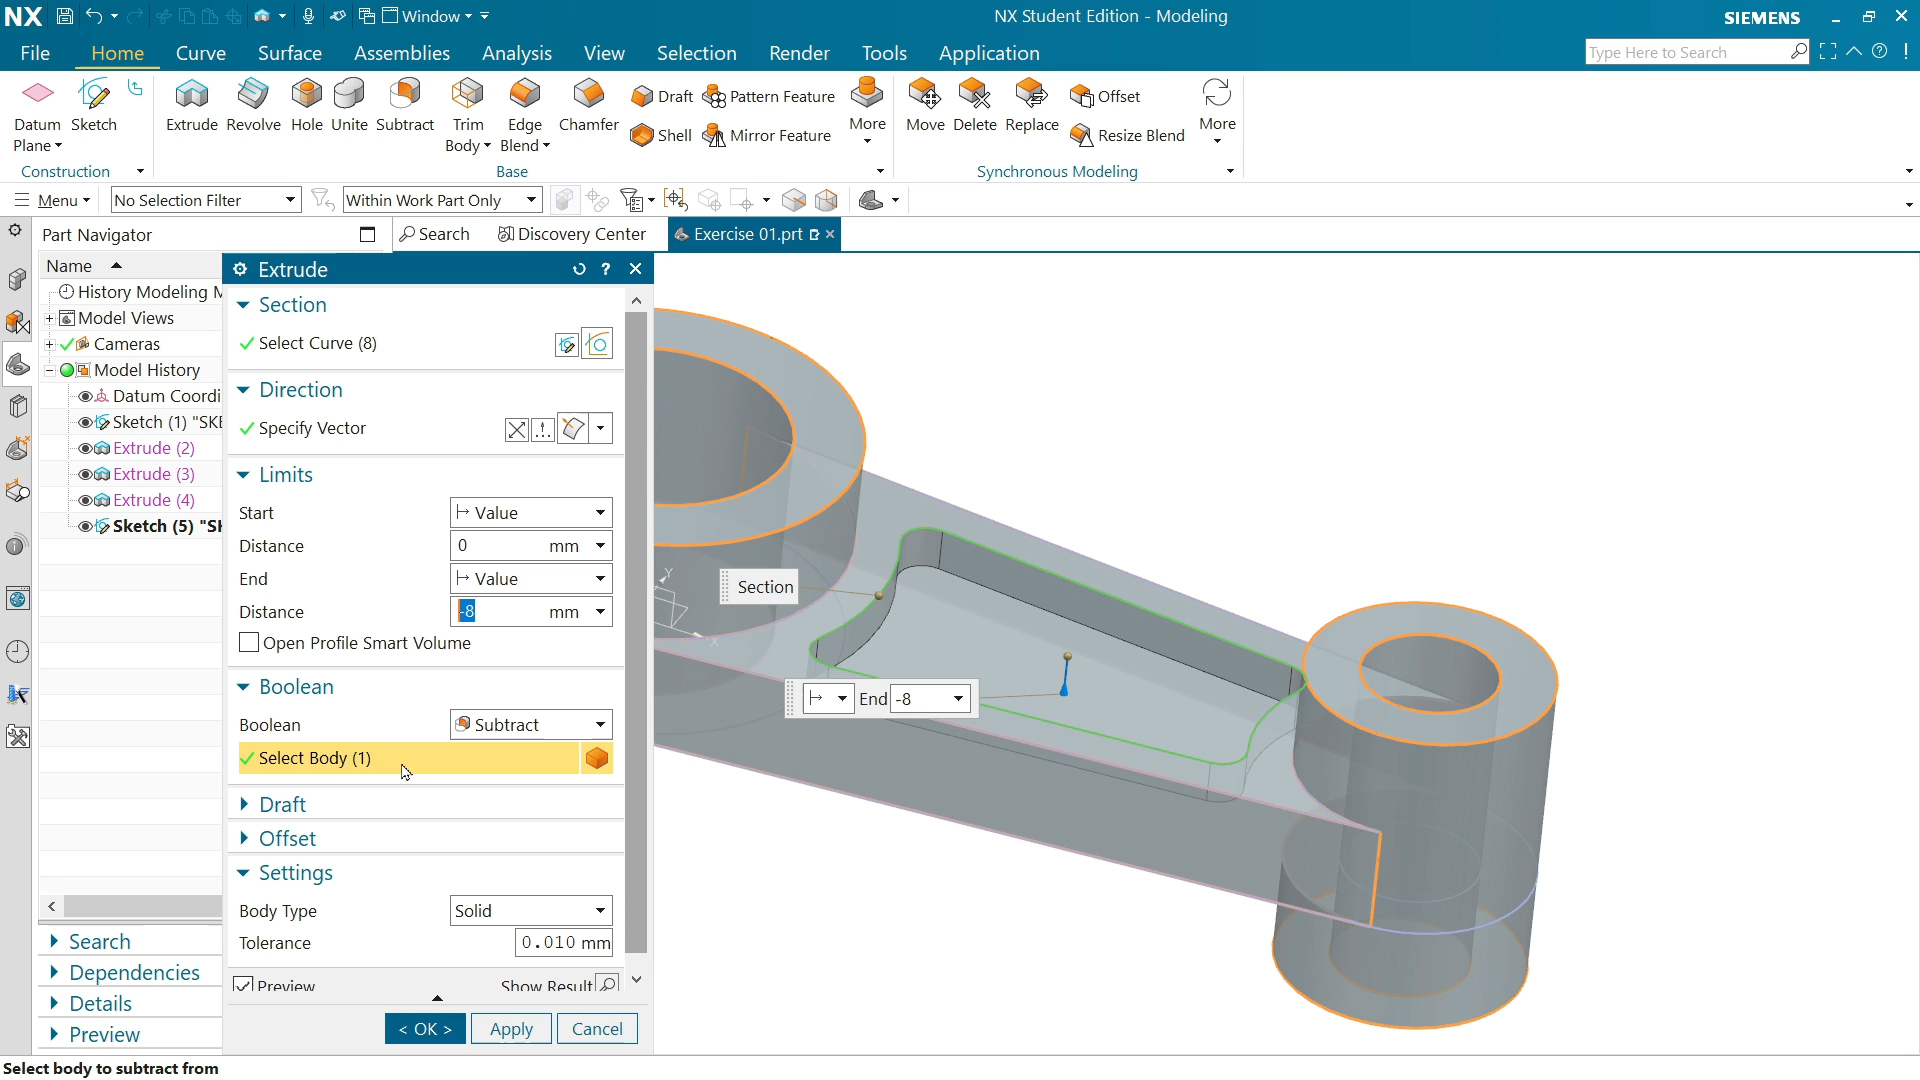 NX
Window
NX Student Edition - Modeling
SIEMENS
File
Home
Curve
Surface
Assemblies
Analysis
View
Selection
Render
Tools
Application
Type Here to Search
Datum Plane
Sketch
Extrude
Revolve
Hole
Unite
Subtract
Trim Body
Edge Blend
Chamfer
Draft
Shell
Pattern Feature
Mirror Feature
More
Move
Delete
Replace
Offset
Resize Blend
More
Construction
Base
Synchronous Modeling
Menu
No Selection Filter
Within Work Part Only
Part Navigator
Search
Discovery Center
Exercise 01.prt
Name
History Modeling M
Model Views
Cameras
Model History
Datum Coordi
Sketch (1) "SKE
Extrude (2)
Extrude (3)
Extrude (4)
Sketch (5) "SK
Search
Dependencies
Details
Preview
Extrude
Section
Select Curve (8)
Direction
Specify Vector
Limits
Start
Value
Distance
0 mm
End
Value
Distance
-8 mm
Open Profile Smart Volume
Boolean
Boolean
Subtract
Select Body (1)
Draft
Offset
Settings
Body Type
Solid
Tolerance
0.010 mm
Preview
Show Result
< OK >
Apply
Cancel
Section
End -8
Y
X
Select body to subtract from